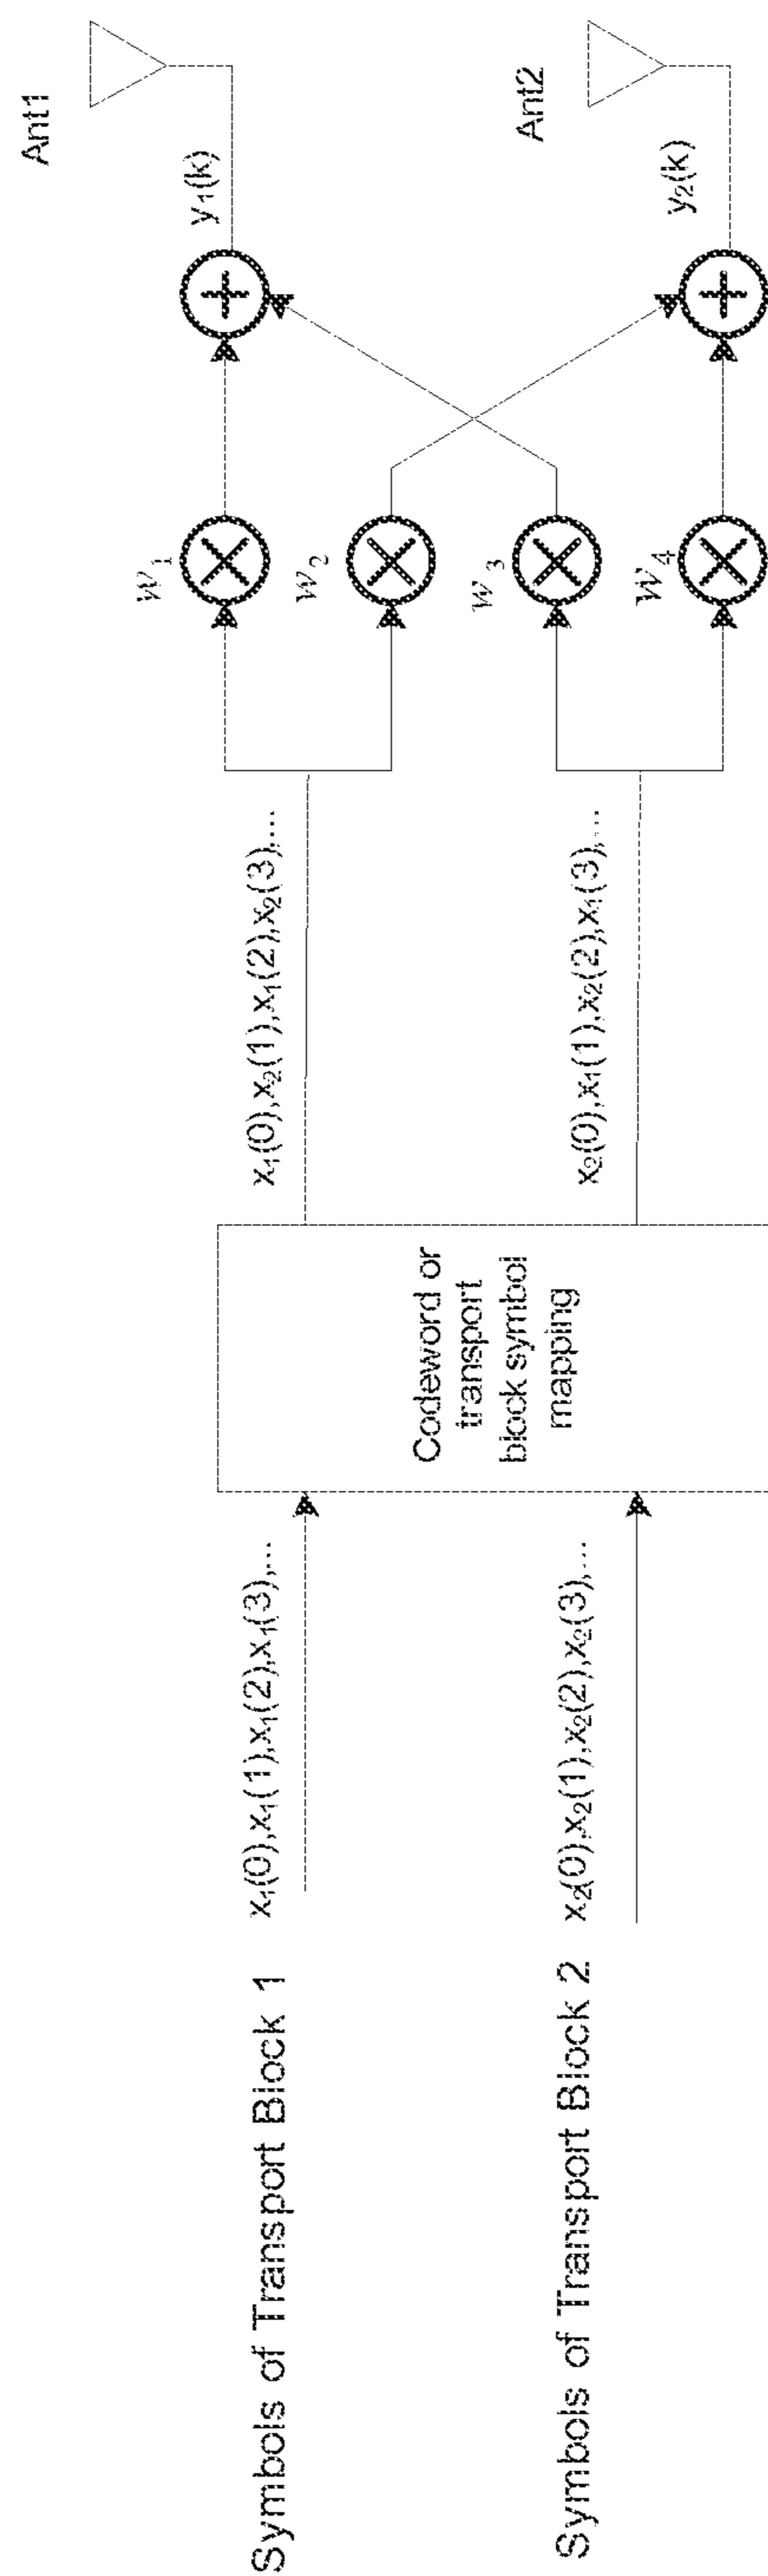 Symbols of Transport Block 1
x₁(0),x₁(1),x₁(2),x₁(3),…
Symbols of Transport Block 2
x₂(0),x₂(1),x₂(2),x₂(3),…
Codeword or
transport
block symbol
mapping
x₁(0),x₂(1),x₁(2),x₂(3),…
x₂(0),x₁(1),x₂(2),x₁(3),…
W₁
W₂
W₃
W₄
y₁(k)
y₂(k)
Ant1
Ant2